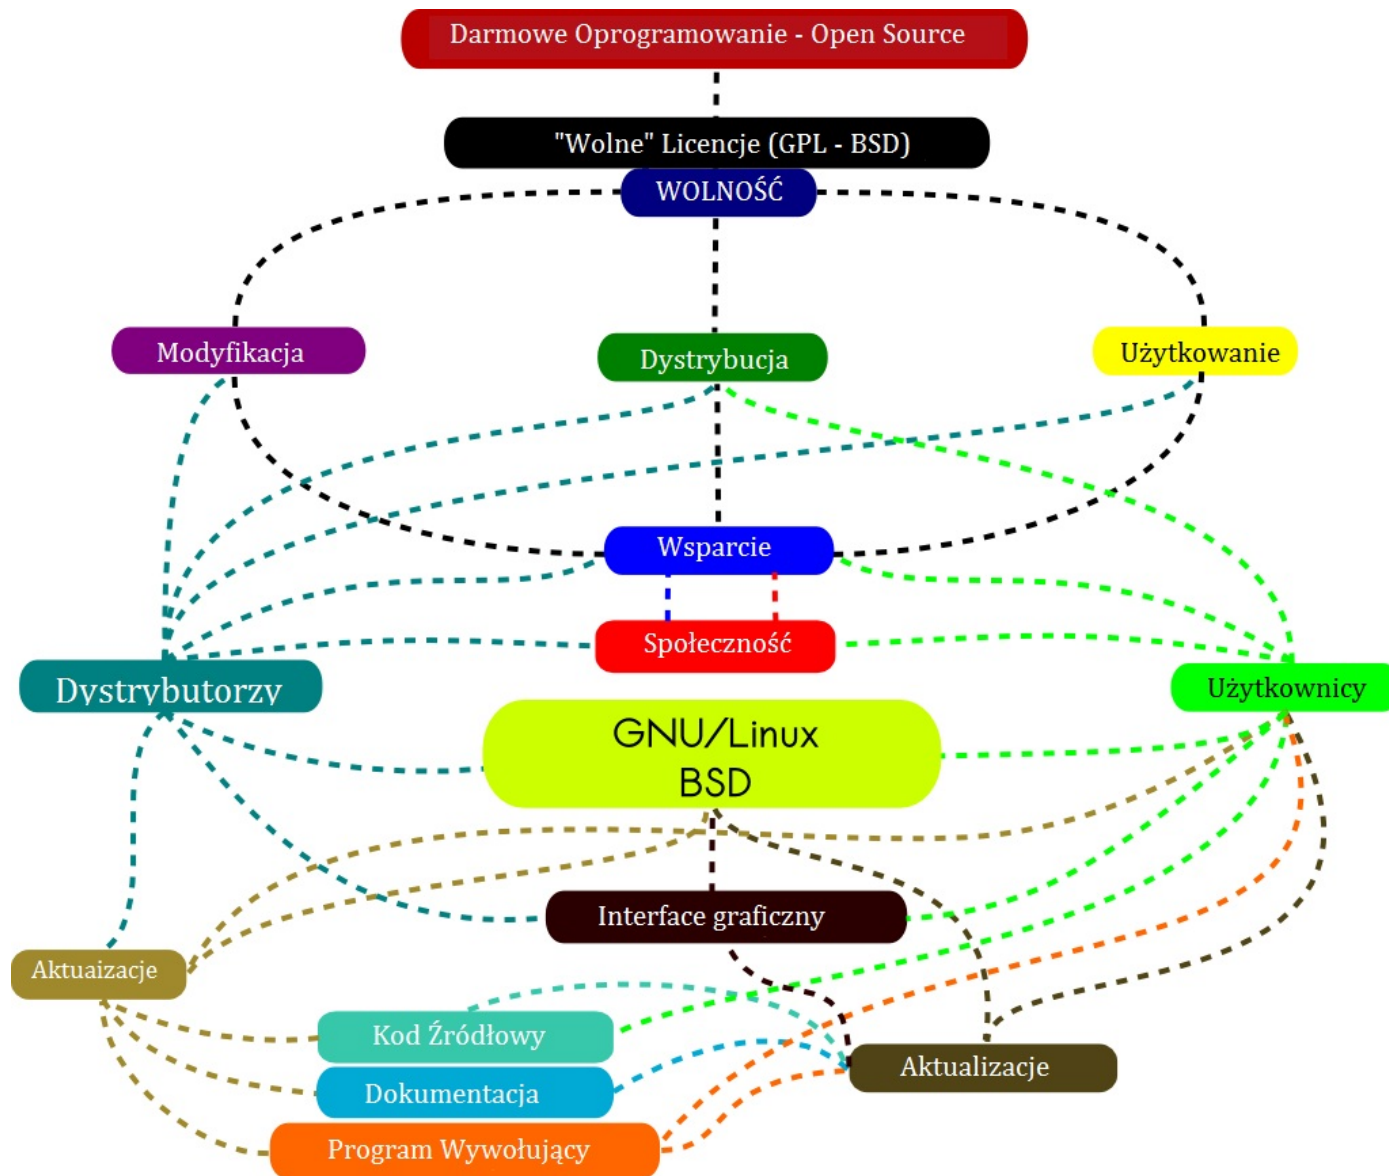 Darmowe Oprogramowanie - Open Source
"Wolne" Licencje (GPL - BSD)
WOLNOŚĆ
Modyfikacja
Dystrybucja
Użytkowanie
Wsparcie
Społeczność
Dystrybutorzy
Użytkownicy
GNU/Linux
BSD
Interface graficzny
Aktuaizacje
Kod Źródłowy
Aktualizacje
Dokumentacja
Program Wywołujący